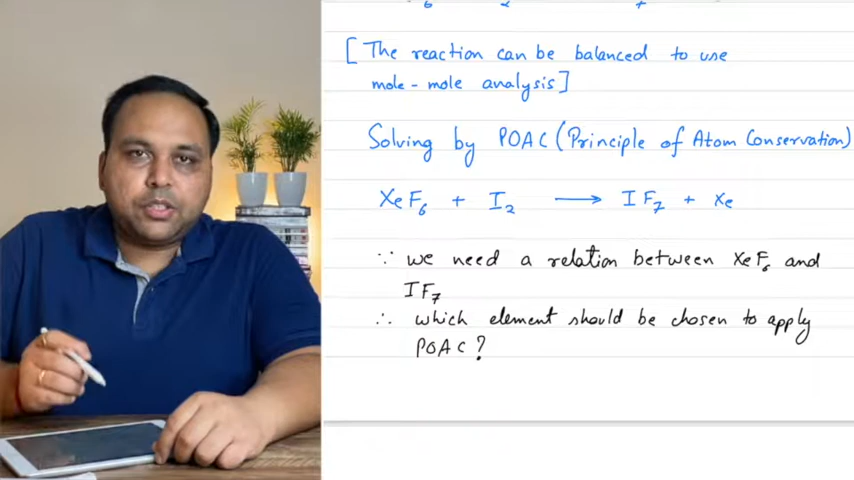 [The reaction can be balanced to use
mole-mole analysis]
Solving by POAC (Principle of Atom Conservation)
XeF₆ + I₂ ⟶ IF₇ + Xe
∵ we need a relation between XeF₆ and
IF₇
∴ which element should be chosen to apply
POAC?